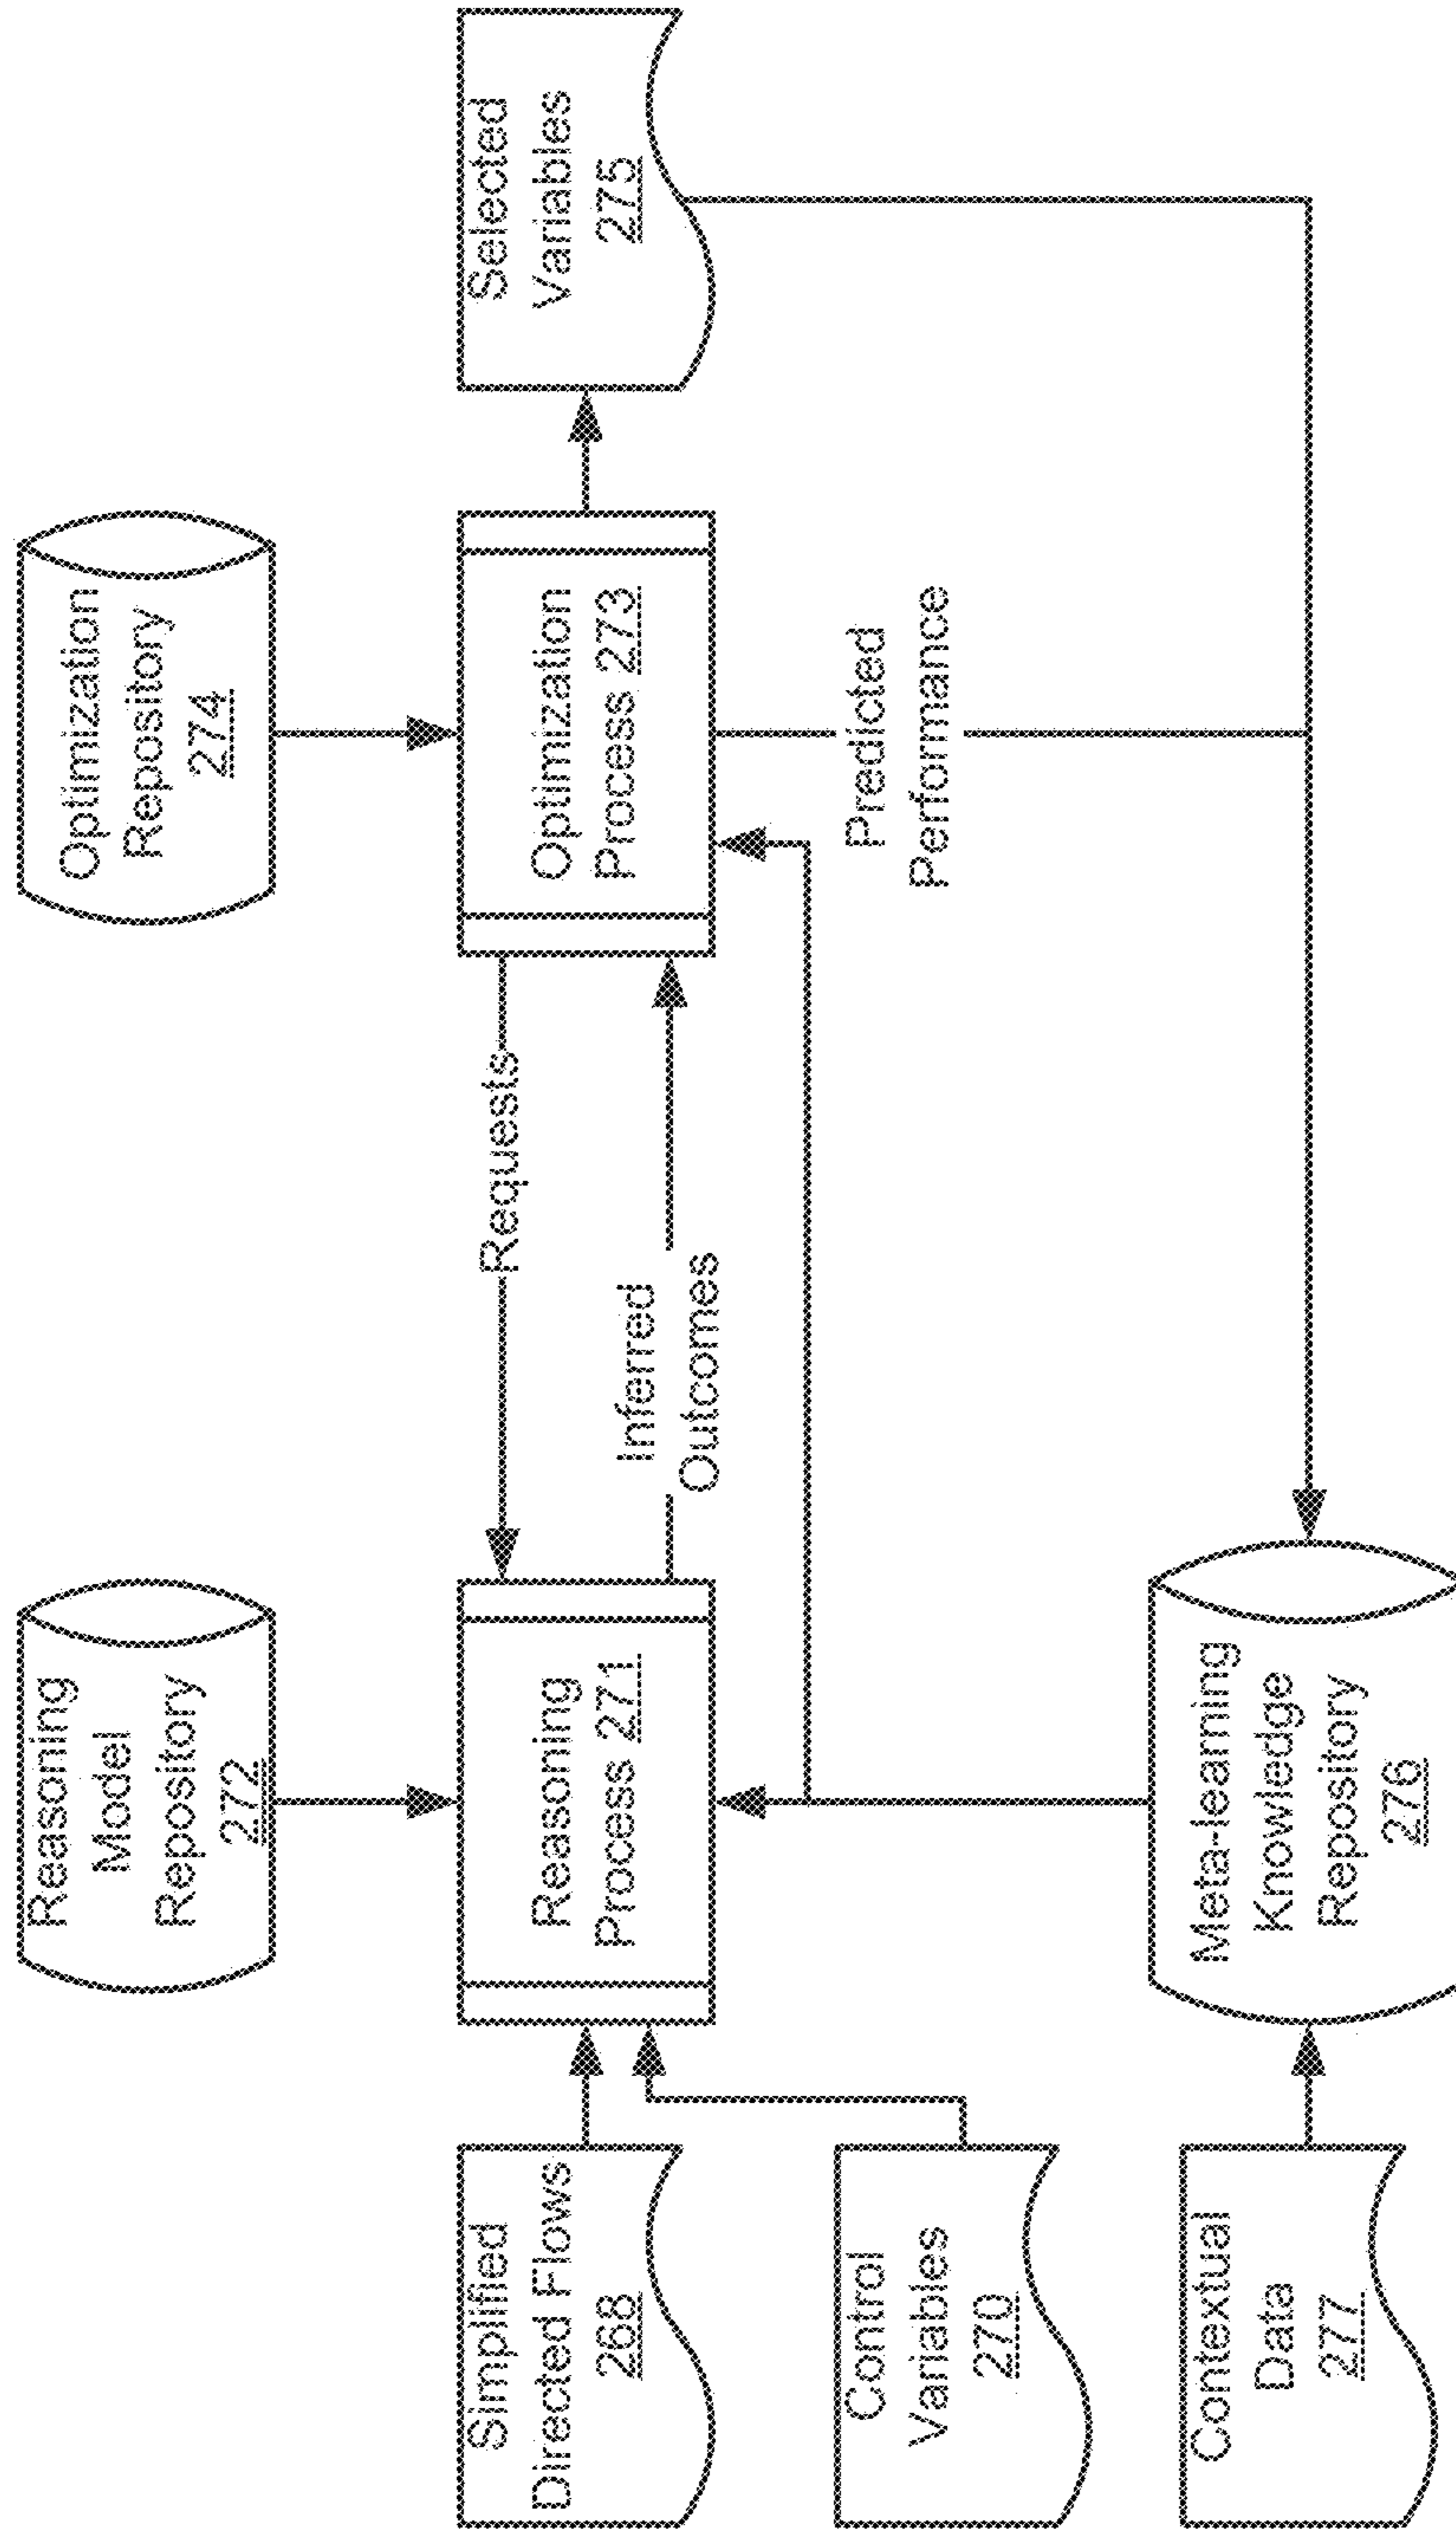 Reasoning
Model
Repository
272
Optimization
Repository
274
Simplified
Directed Flows
268
Reasoning
Process 271
Requests
Inferred
Outcomes
Optimization
Process 273
Selected
Variables
275
Control
Variables
270
Predicted
Performance
Contextual
Data
277
Meta-learning
Knowledge
Repository
276